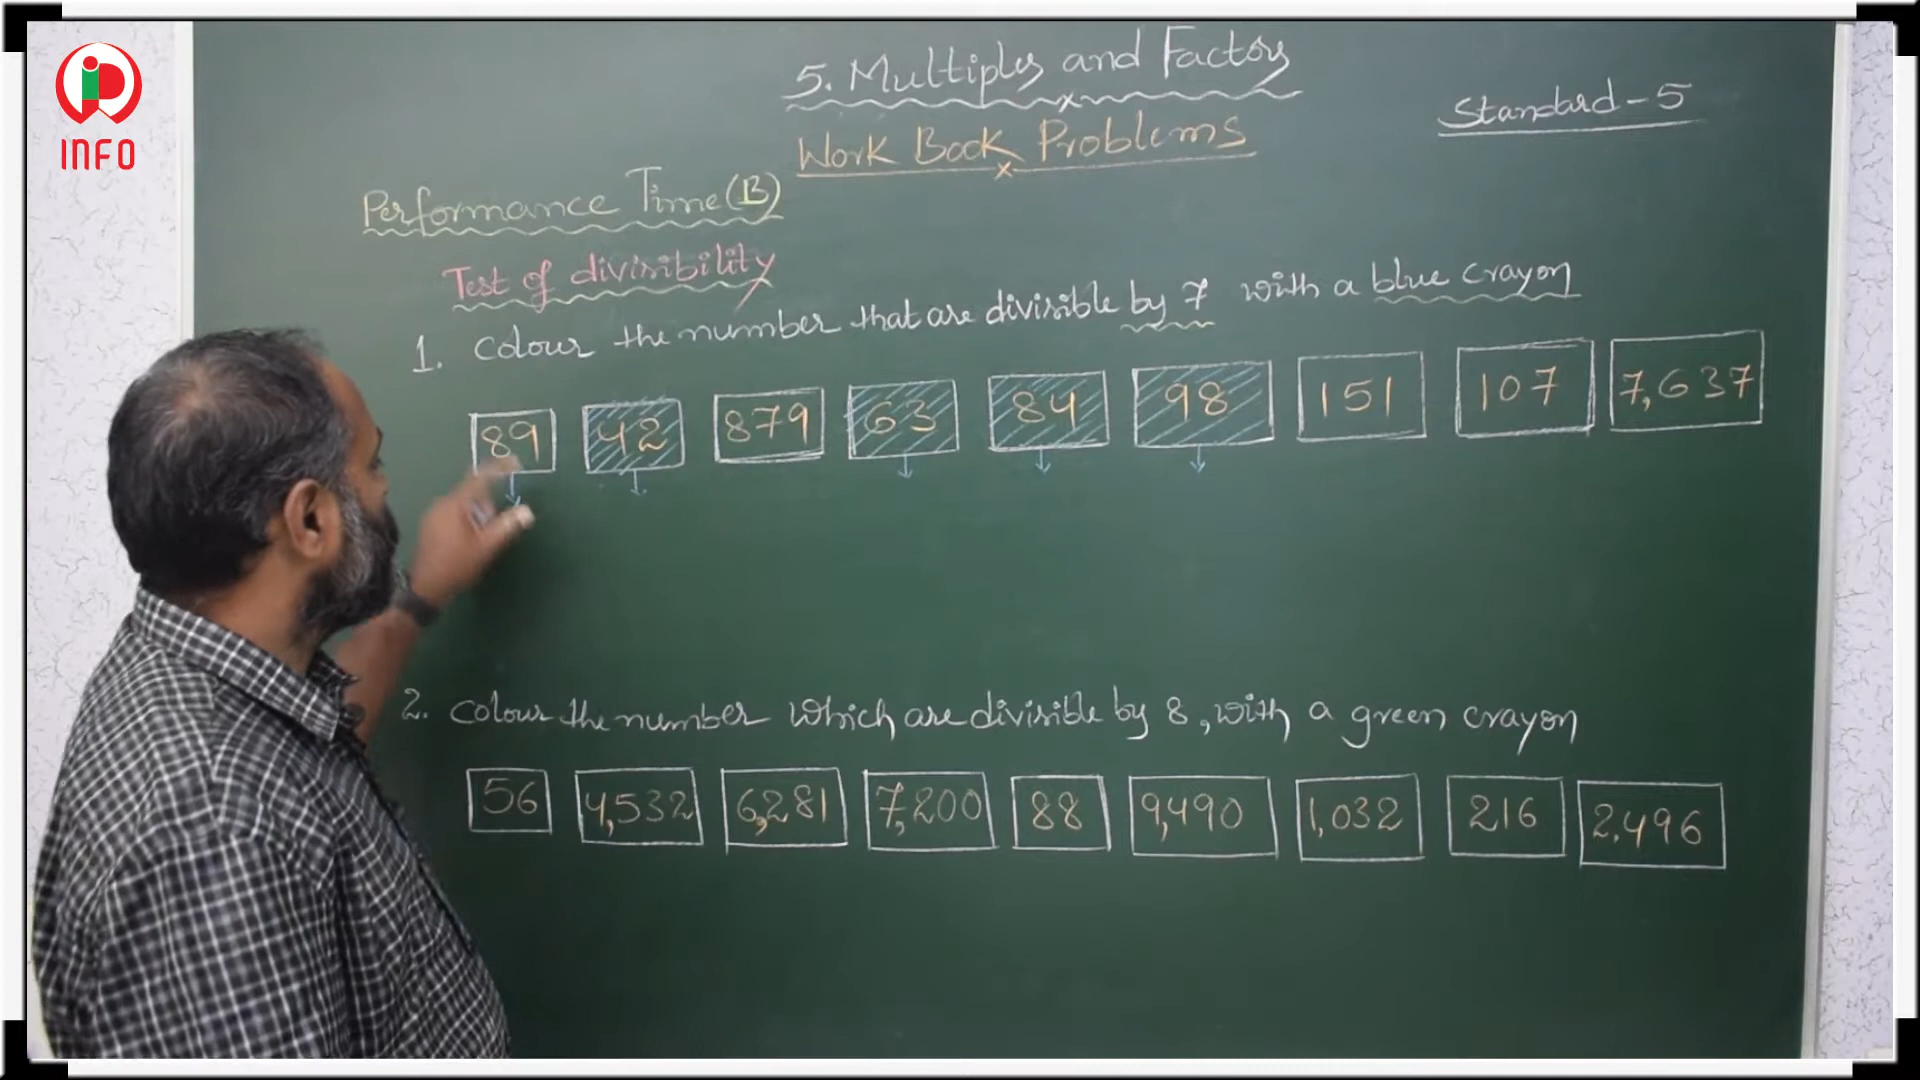 INFO
5. Multiples and Factors
Standard-5
Work Book Problems
Performance Time (B)
Test of divisibility
1. Colour the number that are divisible by 7 with a blue crayon
89 42 879 63 84 98 151 107 7,637
2. Colour the number which are divisible by 8, with a green crayon
56 4,532 6,281 7,200 88 9,490 1,032 216 2,496